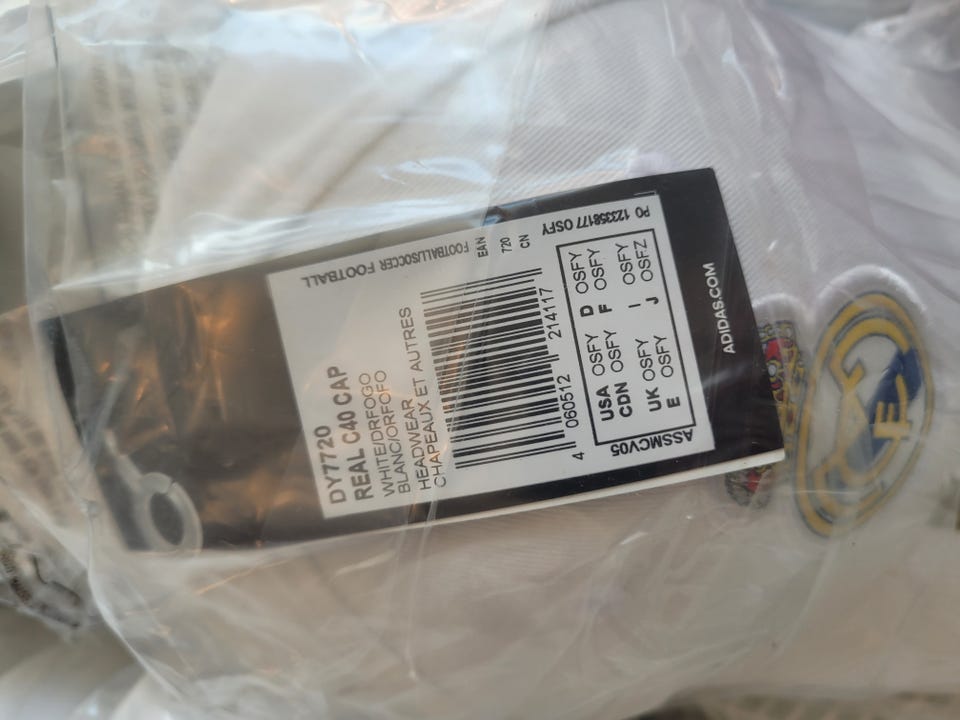 DY7720
REAL C40 CAP
WHITE/DRFOGO
BLANC/ORFOFO
HEADWEAR
CHAPEAUX ET AUTRES
4 060512 214117
FOOTBALL/SOCCER FOOTBALL
EAN
720
CN
USA OSFY D OSFY
CDN OSFY F OSFY
UK OSFY I OSFY
E OSFY J OSFZ
PO 12358177 OSFY
ASSMCV05
ADIDAS.COM